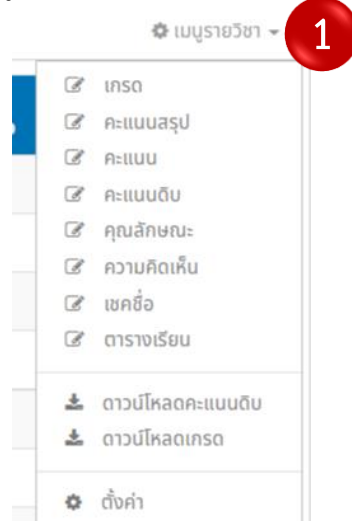 เมนูรายวิชา
1
เกรด
คะแนนสรุป
คะแนน
คะแนนดิบ
คุณลักษณะ
ความคิดเห็น
เชคชื่อ
ตารางเรียน
ดาวน์โหลดคะแนนดิบ
ดาวน์โหลดเกรด
ตั้งค่า